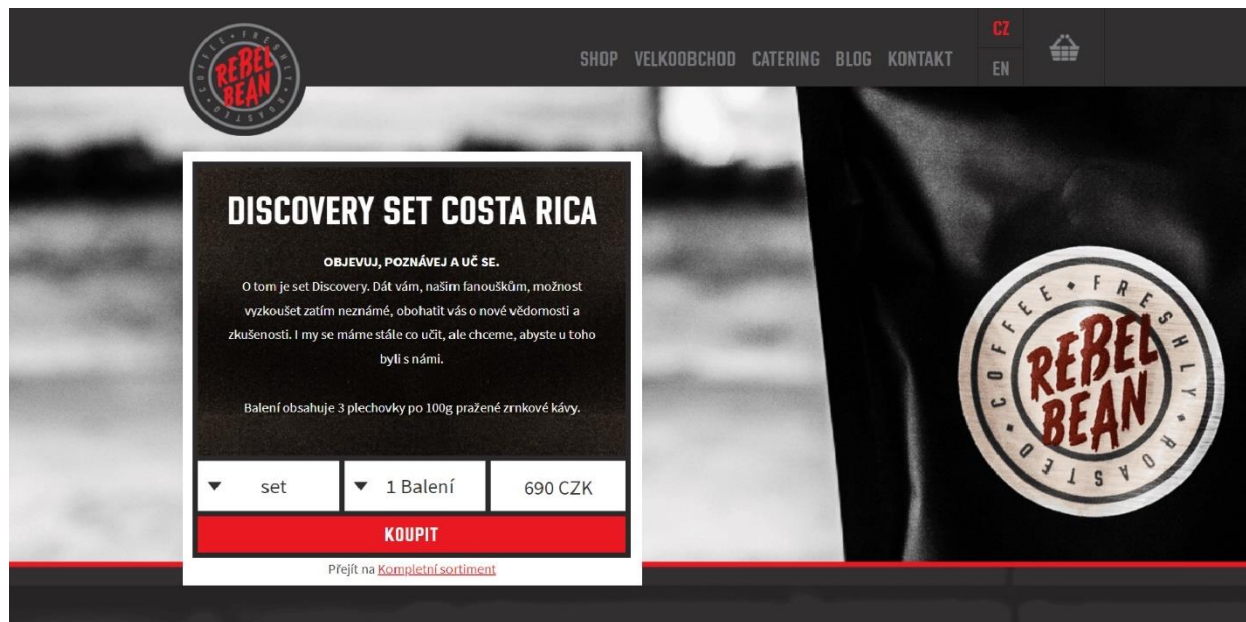 COFFEE • FRESHLY • ROASTED •
REBEL
BEAN
SHOP VELKOOBCHOD CATERING BLOG KONTAKT
CZ
EN
DISCOVERY SET COSTA RICA
OBJEVUJ, POZNÁVEJ A UČ SE.
O tom je set Discovery. Dát vám, našim fanouškům, možnost
vyzkoušet zatím neznámé, obohatit vás o nové vědomosti a
zkušenosti. I my se máme stále co učit, ale chceme, abyste u toho
byli s námi.
Balení obsahuje 3 plechovky po 100g pražené zrnkové kávy.
set
1 Balení
690 CZK
KOUPIT
Přejít na Kompletní sortiment
COFFEE • FRESHLY • ROASTED •
REBEL
BEAN